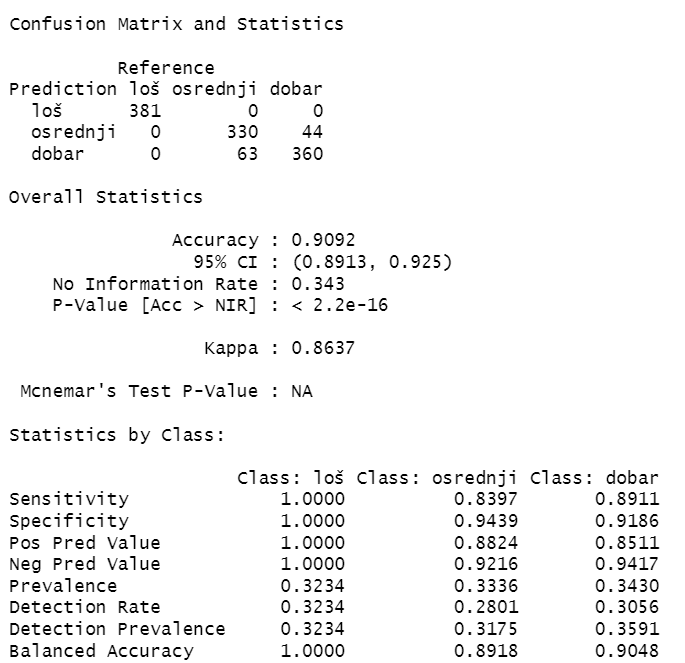 Confusion Matrix and Statistics

          Reference
Prediction loš osrednji dobar
  loš      381        0     0
  osrednji   0      330    44
  dobar      0       63   360

Overall Statistics

               Accuracy : 0.9092
                 95% CI : (0.8913, 0.925)
    No Information Rate : 0.343
    P-Value [Acc > NIR] : < 2.2e-16

                  Kappa : 0.8637

 Mcnemar's Test P-Value : NA

Statistics by Class:

                     Class: loš Class: osrednji Class: dobar
Sensitivity              1.0000          0.8397       0.8911
Specificity              1.0000          0.9439       0.9186
Pos Pred Value           1.0000          0.8824       0.8511
Neg Pred Value           1.0000          0.9216       0.9417
Prevalence               0.3234          0.3336       0.3430
Detection Rate           0.3234          0.2801       0.3056
Detection Prevalence     0.3234          0.3175       0.3591
Balanced Accuracy        1.0000          0.8918       0.9048